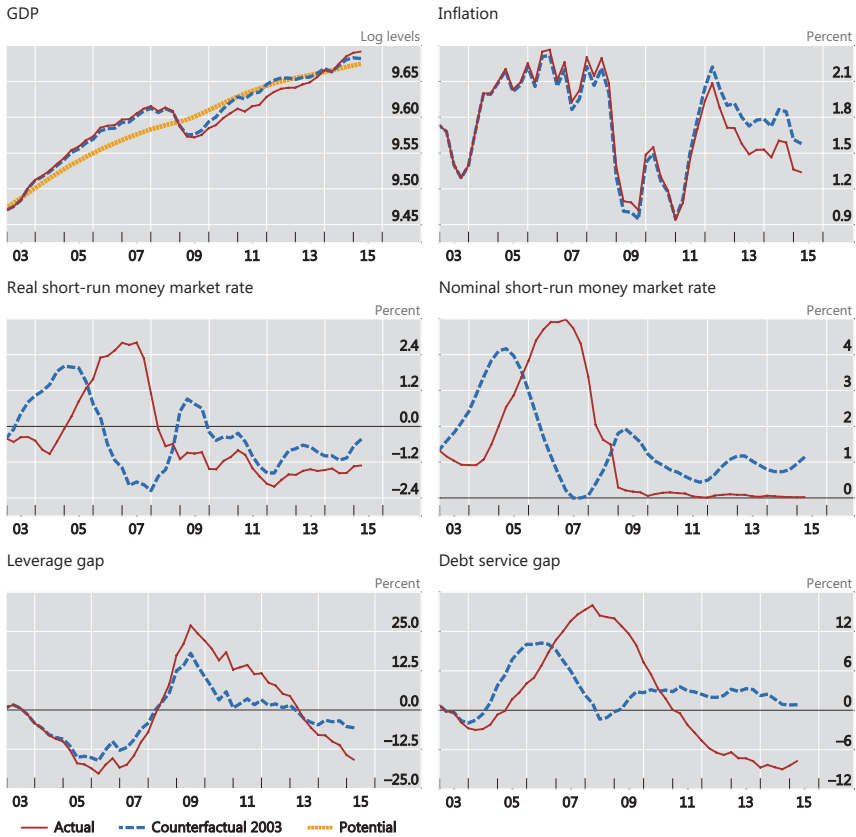 GDP
Log levels
9.65
9.60
9.55
9.50
9.45
03 05 07 09 11 13 15
Inflation
Percent
2.1
1.8
1.5
1.2
0.9
03 05 07 09 11 13 15
Real short-run money market rate
Percent
2.4
1.2
0.0
–1.2
–2.4
03 05 07 09 11 13 15
Nominal short-run money market rate
Percent
4
3
2
1
0
03 05 07 09 11 13 15
Leverage gap
Percent
25.0
12.5
0.0
–12.5
–25.0
03 05 07 09 11 13 15
Debt service gap
Percent
12
6
0
–6
–12
03 05 07 09 11 13 15
Actual Counterfactual 2003 Potential